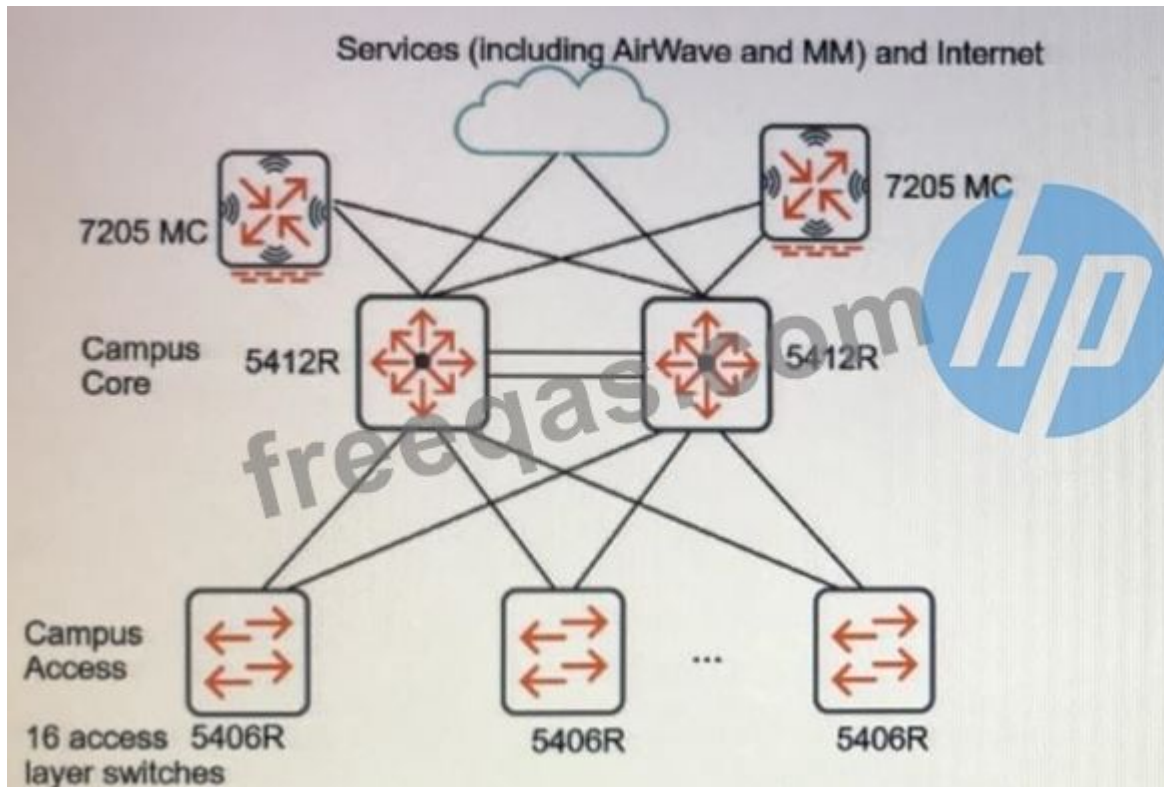 Services (including AirWave and MM) and Internet
7205 MC
7205 MC
hp
Campus
Core
5412R
5412R
freeqas.com
Campus
Access
...
16 access
layer switches
5406R
5406R
5406R